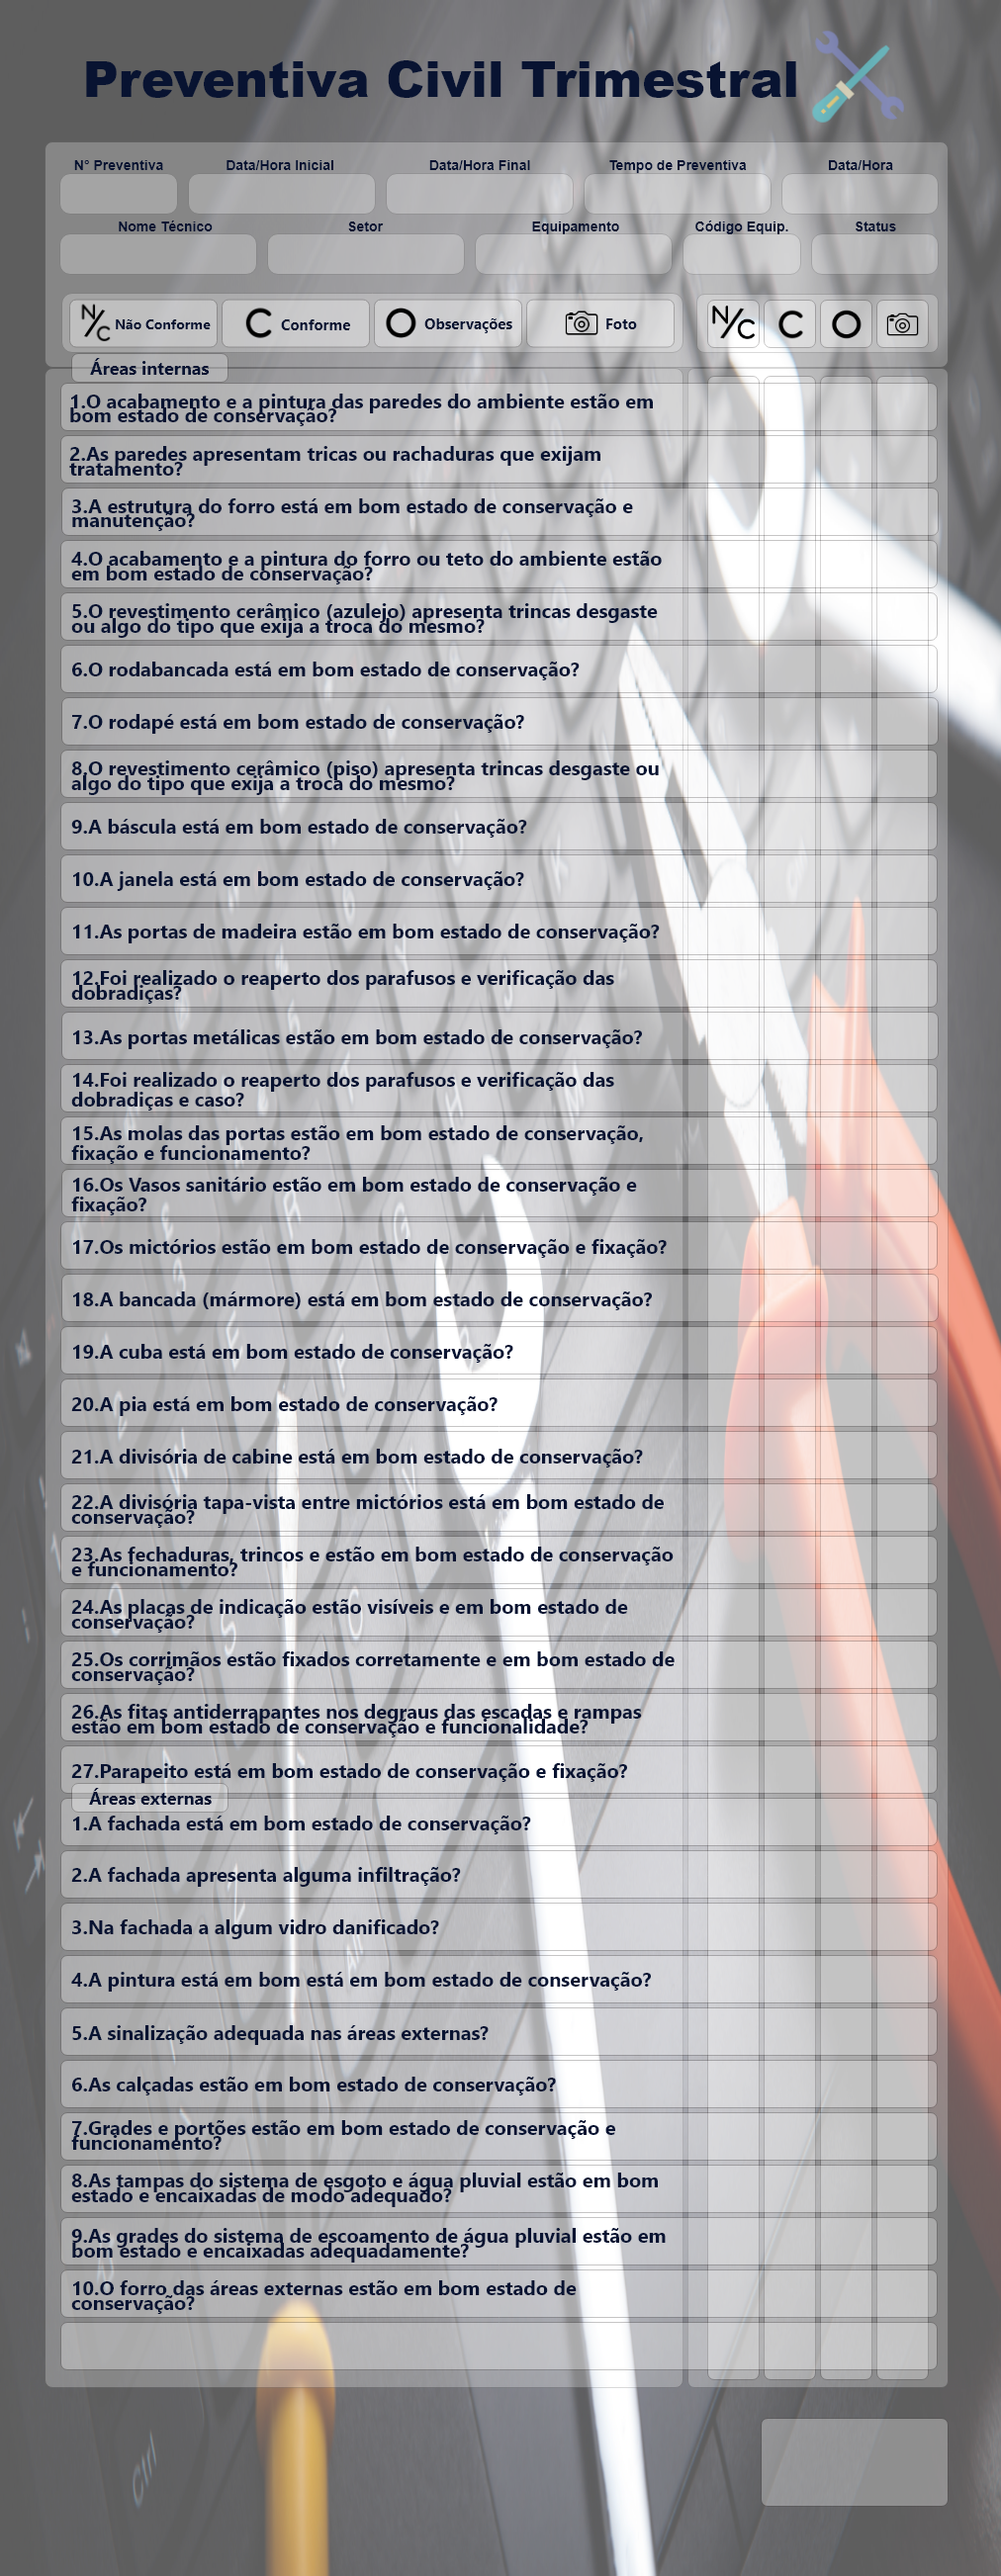 Preventiva Civil Trimestral
N° Preventiva Data/Hora Inicial Data/Hora Final Tempo de Preventiva Data/Hora
Nome Técnico Setor Equipamento Código Equip. Status
N/C Não Conforme C Conforme O Observações Foto N/C C O
Áreas internas
1.O acabamento e a pintura das paredes do ambiente estão em
bom estado de conservação?
2.As paredes apresentam tricas ou rachaduras que exijam
tratamento?
3.A estrutura do forro está em bom estado de conservação e
manutenção?
4.O acabamento e a pintura do forro ou teto do ambiente estão
em bom estado de conservação?
5.O revestimento cerâmico (azulejo) apresenta trincas desgaste
ou algo do tipo que exija a troca do mesmo?
6.O rodabancada está em bom estado de conservação?
7.O rodapé está em bom estado de conservação?
8.O revestimento cerâmico (piso) apresenta trincas desgaste ou
algo do tipo que exija a troca do mesmo?
9.A báscula está em bom estado de conservação?
10.A janela está em bom estado de conservação?
11.As portas de madeira estão em bom estado de conservação?
12.Foi realizado o reaperto dos parafusos e verificação das
dobradiças?
13.As portas metálicas estão em bom estado de conservação?
14.Foi realizado o reaperto dos parafusos e verificação das
dobradiças e caso?
15.As molas das portas estão em bom estado de conservação,
fixação e funcionamento?
16.Os Vasos sanitário estão em bom estado de conservação e
fixação?
17.Os mictórios estão em bom estado de conservação e fixação?
18.A bancada (mármore) está em bom estado de conservação?
19.A cuba está em bom estado de conservação?
20.A pia está em bom estado de conservação?
21.A divisória de cabine está em bom estado de conservação?
22.A divisória tapa-vista entre mictórios está em bom estado de
conservação?
23.As fechaduras, trincos e estão em bom estado de conservação
e funcionamento?
24.As placas de indicação estão visíveis e em bom estado de
conservação?
25.Os corrimãos estão fixados corretamente e em bom estado de
conservação?
26.As fitas antiderrapantes nos degraus das escadas e rampas
estão em bom estado de conservação e funcionalidade?
27.Parapeito está em bom estado de conservação e fixação?
Áreas externas
1.A fachada está em bom estado de conservação?
2.A fachada apresenta alguma infiltração?
3.Na fachada a algum vidro danificado?
4.A pintura está em bom está em bom estado de conservação?
5.A sinalização adequada nas áreas externas?
6.As calçadas estão em bom estado de conservação?
7.Grades e portões estão em bom estado de conservação e
funcionamento?
8.As tampas do sistema de esgoto e água pluvial estão em bom
estado e encaixadas de modo adequado?
9.As grades do sistema de escoamento de água pluvial estão em
bom estado e encaixadas adequadamente?
10.O forro das áreas externas estão em bom estado de
conservação?
Ctrl